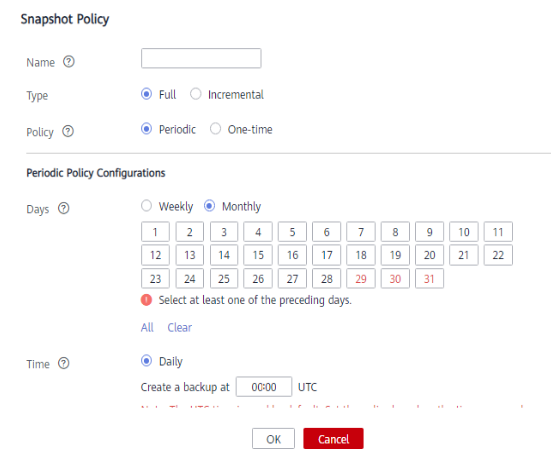 Snapshot Policy
Name ?
Type Full Incremental
Policy ? Periodic One-time
Periodic Policy Configurations
Days ? Weekly Monthly
1 2 3 4 5 6 7 8 9 10 11
12 13 14 15 16 17 18 19 20 21 22
23 24 25 26 27 28 29 30 31
! Select at least one of the preceding days.
All Clear
Time ? Daily
Create a backup at 00:00 UTC
OK Cancel